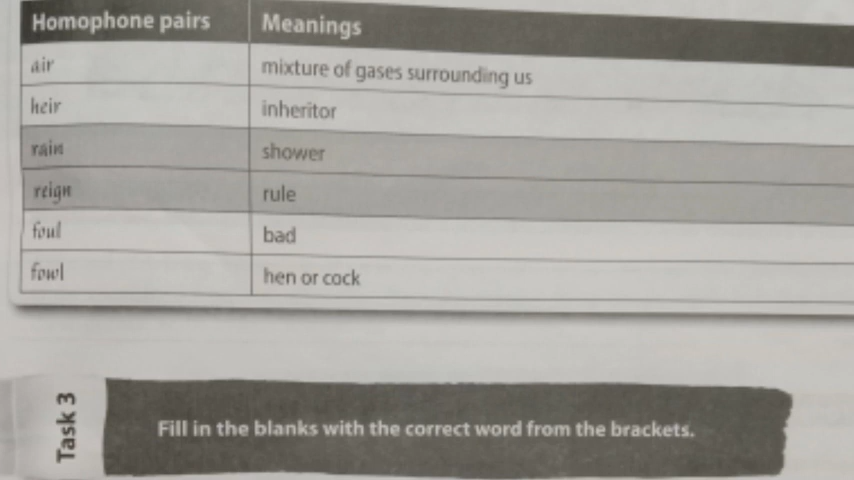 Homophone pairs Meanings
air mixture of gases surrounding us
heir inheritor
rain shower
reign rule
foul bad
fowl hen or cock
Task 3
Fill in the blanks with the correct word from the brackets.